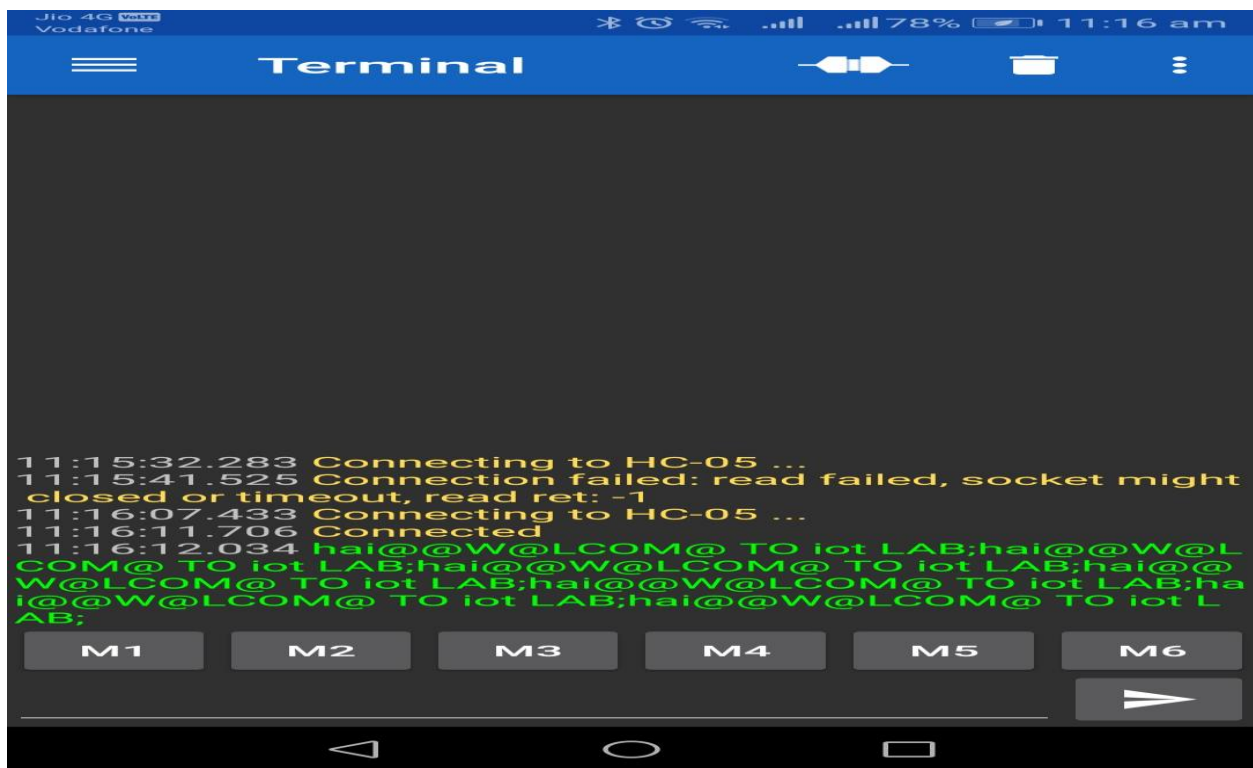 Jio 4G VoLTE
Vodafone
78% 11:16 am
Terminal
11:15:32.283 Connecting to HC-05 ...
11:15:41.525 Connection failed: read failed, socket might
closed or timeout, read ret: -1
11:16:07.433 Connecting to HC-05 ...
11:16:11.706 Connected
11:16:12.034 hai@@W@LCOM@ TO iot LAB;hai@@W@L
COM@ TO iot LAB;hai@@W@LCOM@ TO iot LAB;hai@@
W@LCOM@ TO iot LAB;hai@@W@LCOM@ TO iot LAB;ha
i@@W@LCOM@ TO iot LAB;hai@@W@LCOM@ TO iot L
AB;
M1 M2 M3 M4 M5 M6